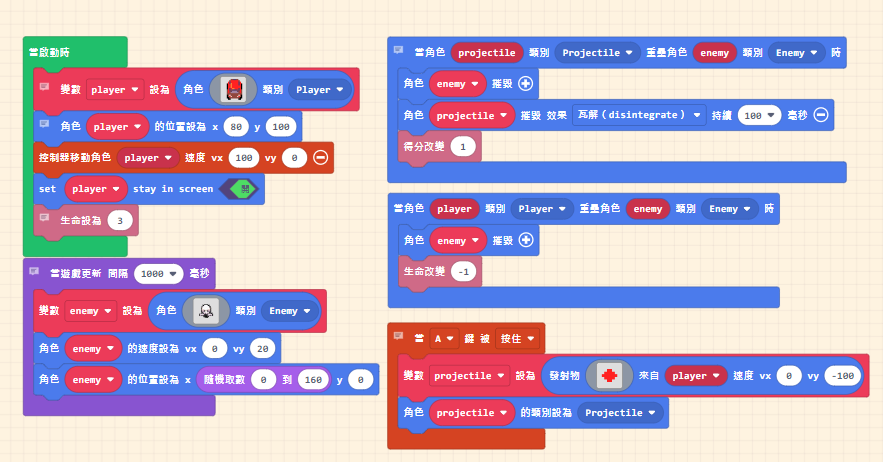 當啟動時
變數 player 設為 角色 類別 Player
角色 player 的位置設為 x 80 y 100
控制器移動角色 player 速度 vx 100 vy 0
set player stay in screen 開
生命設為 3
當遊戲更新 間隔 1000 毫秒
變數 enemy 設為 角色 類別 Enemy
角色 enemy 的速度設為 vx 0 vy 20
角色 enemy 的位置設為 x 隨機取數 0 到 160 y 0
當角色 projectile 類別 Projectile 重疊角色 enemy 類別 Enemy 時
角色 enemy 摧毀
角色 projectile 摧毀 效果 瓦解(disintegrate) 持續 100 毫秒
得分改變 1
當角色 player 類別 Player 重疊角色 enemy 類別 Enemy 時
角色 enemy 摧毀
生命改變 -1
當 A 鍵 被 按住
變數 projectile 設為 發射物 來自 player 速度 vx 0 vy -100
角色 projectile 的類別設為 Projectile